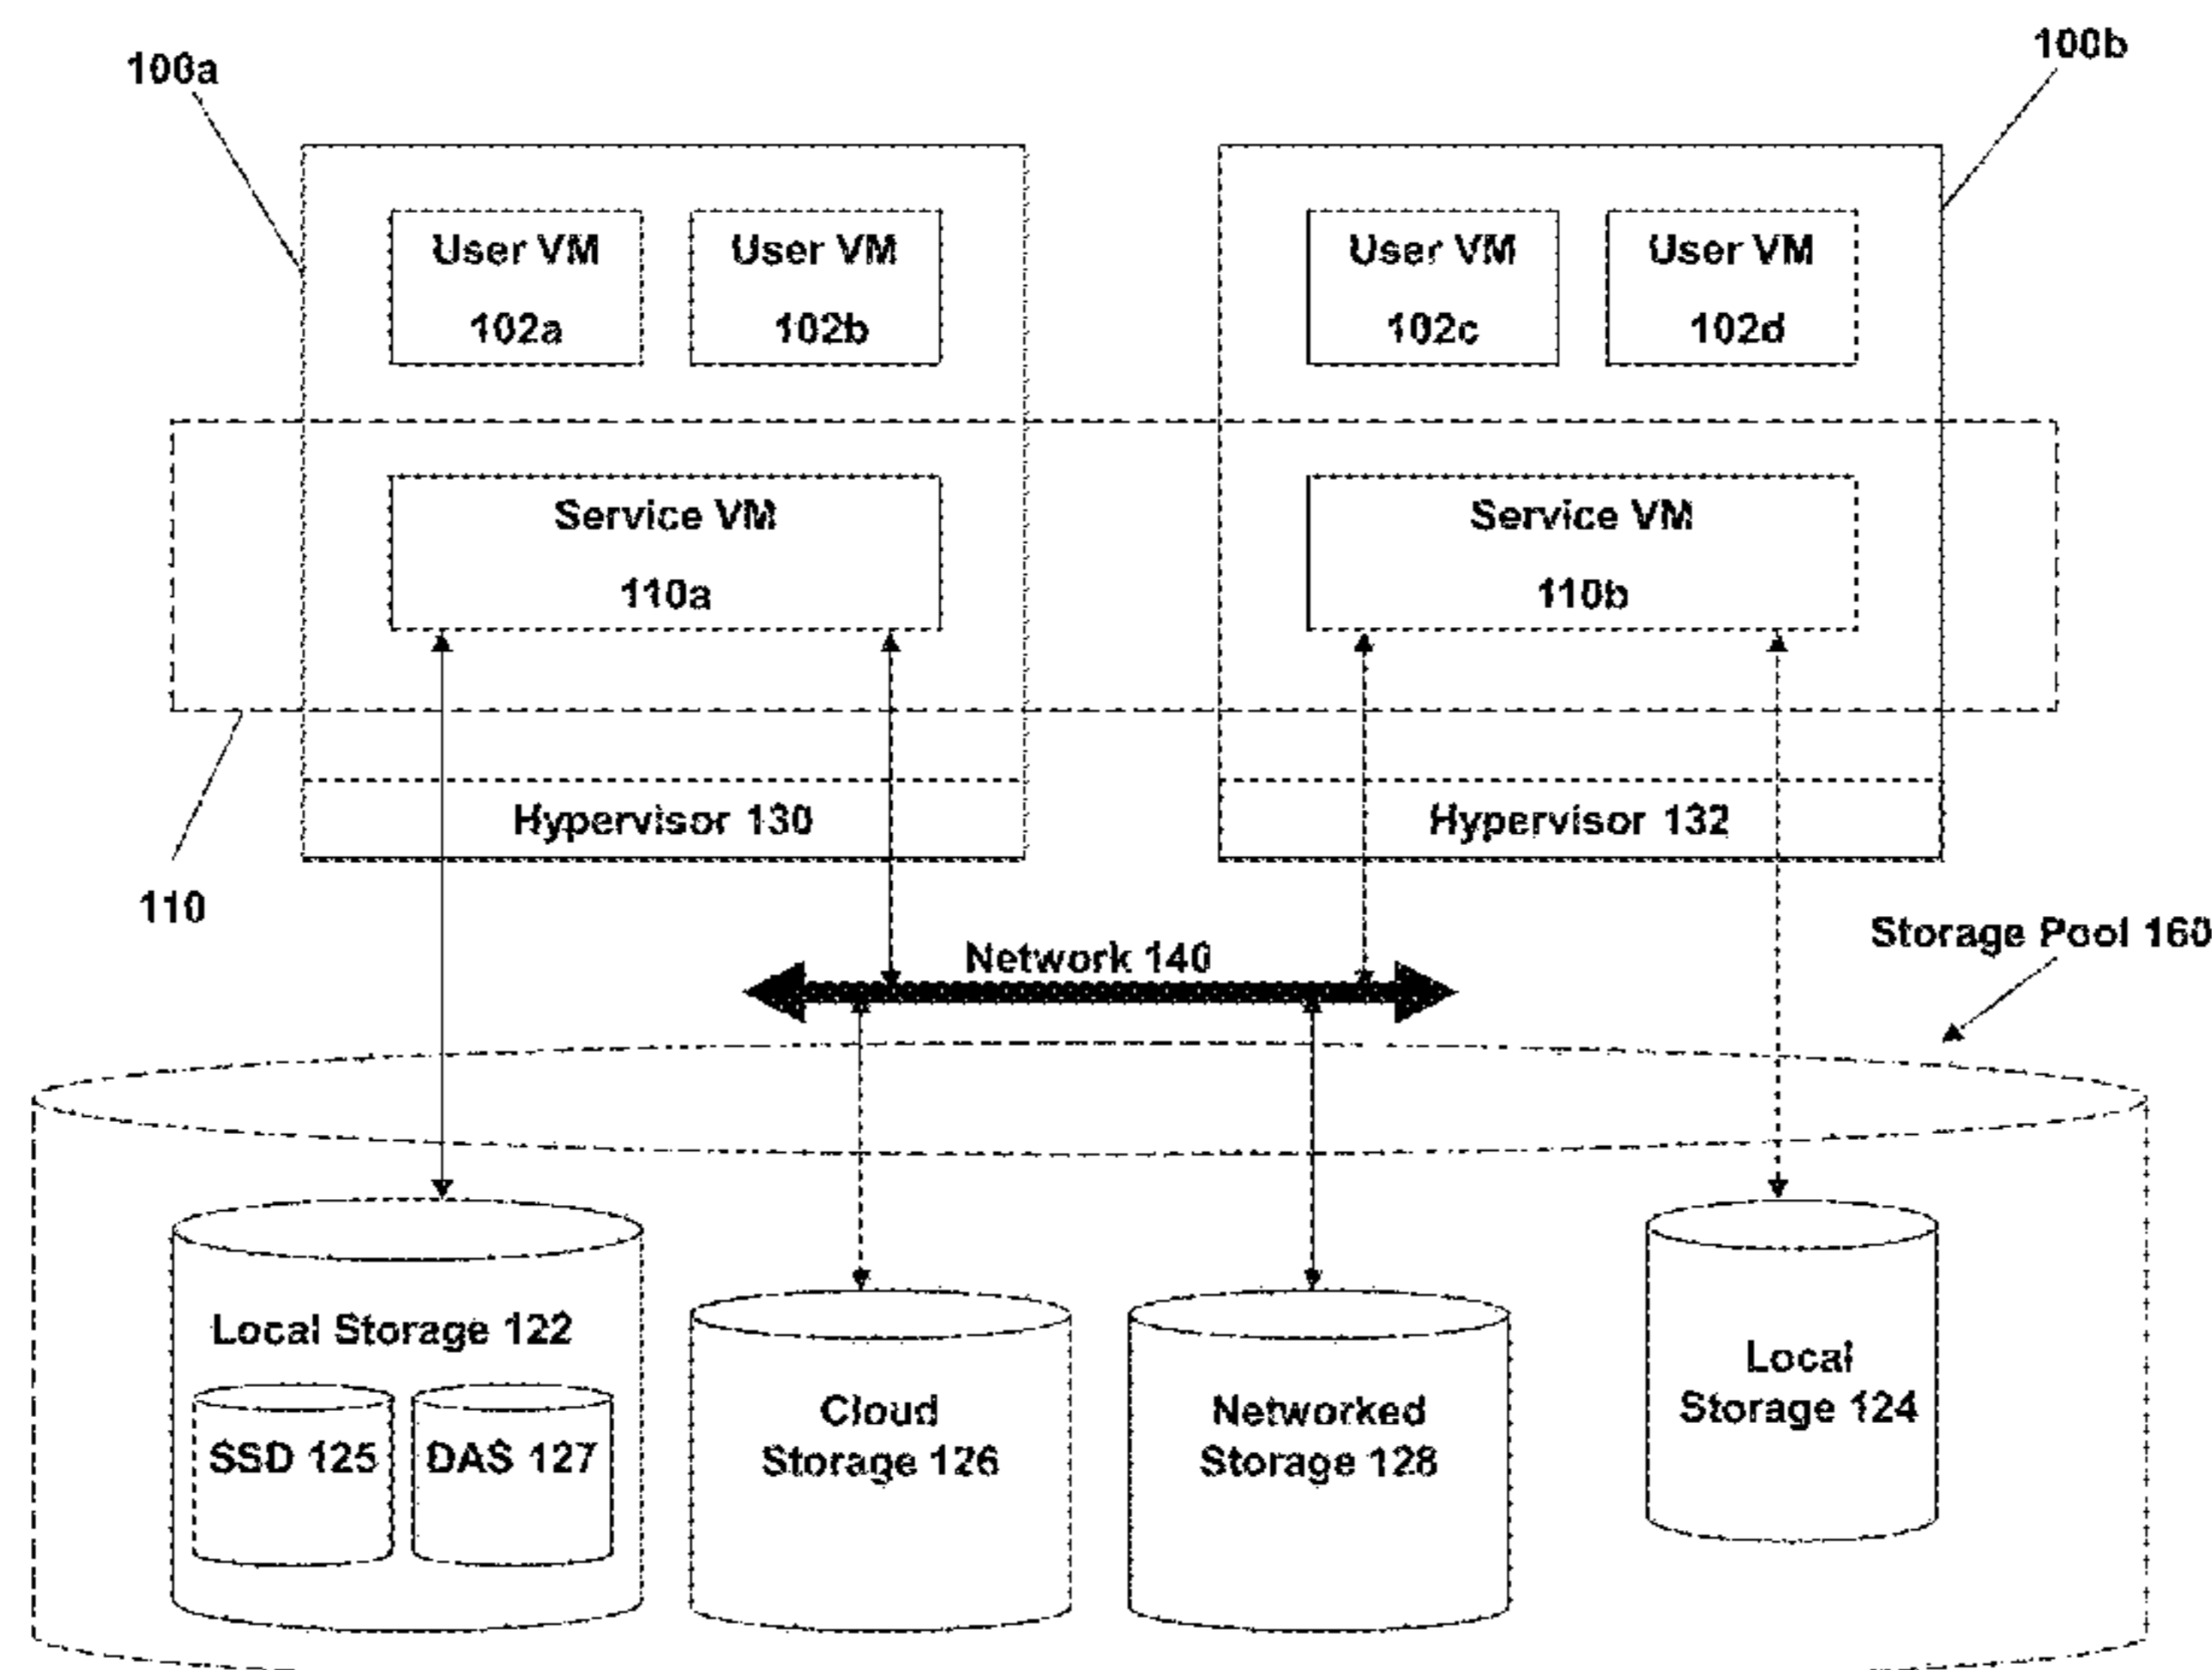 100a
100b
User VM
102a
User VM
102b
User VM
102c
User VM
102d
Service VM
110a
Service VM
110b
Hypervisor 130
Hypervisor 132
110
Storage Pool 160
Network 140
Local Storage 122
SSD 125
DAS 127
Cloud
Storage 126
Networked
Storage 128
Local
Storage 124